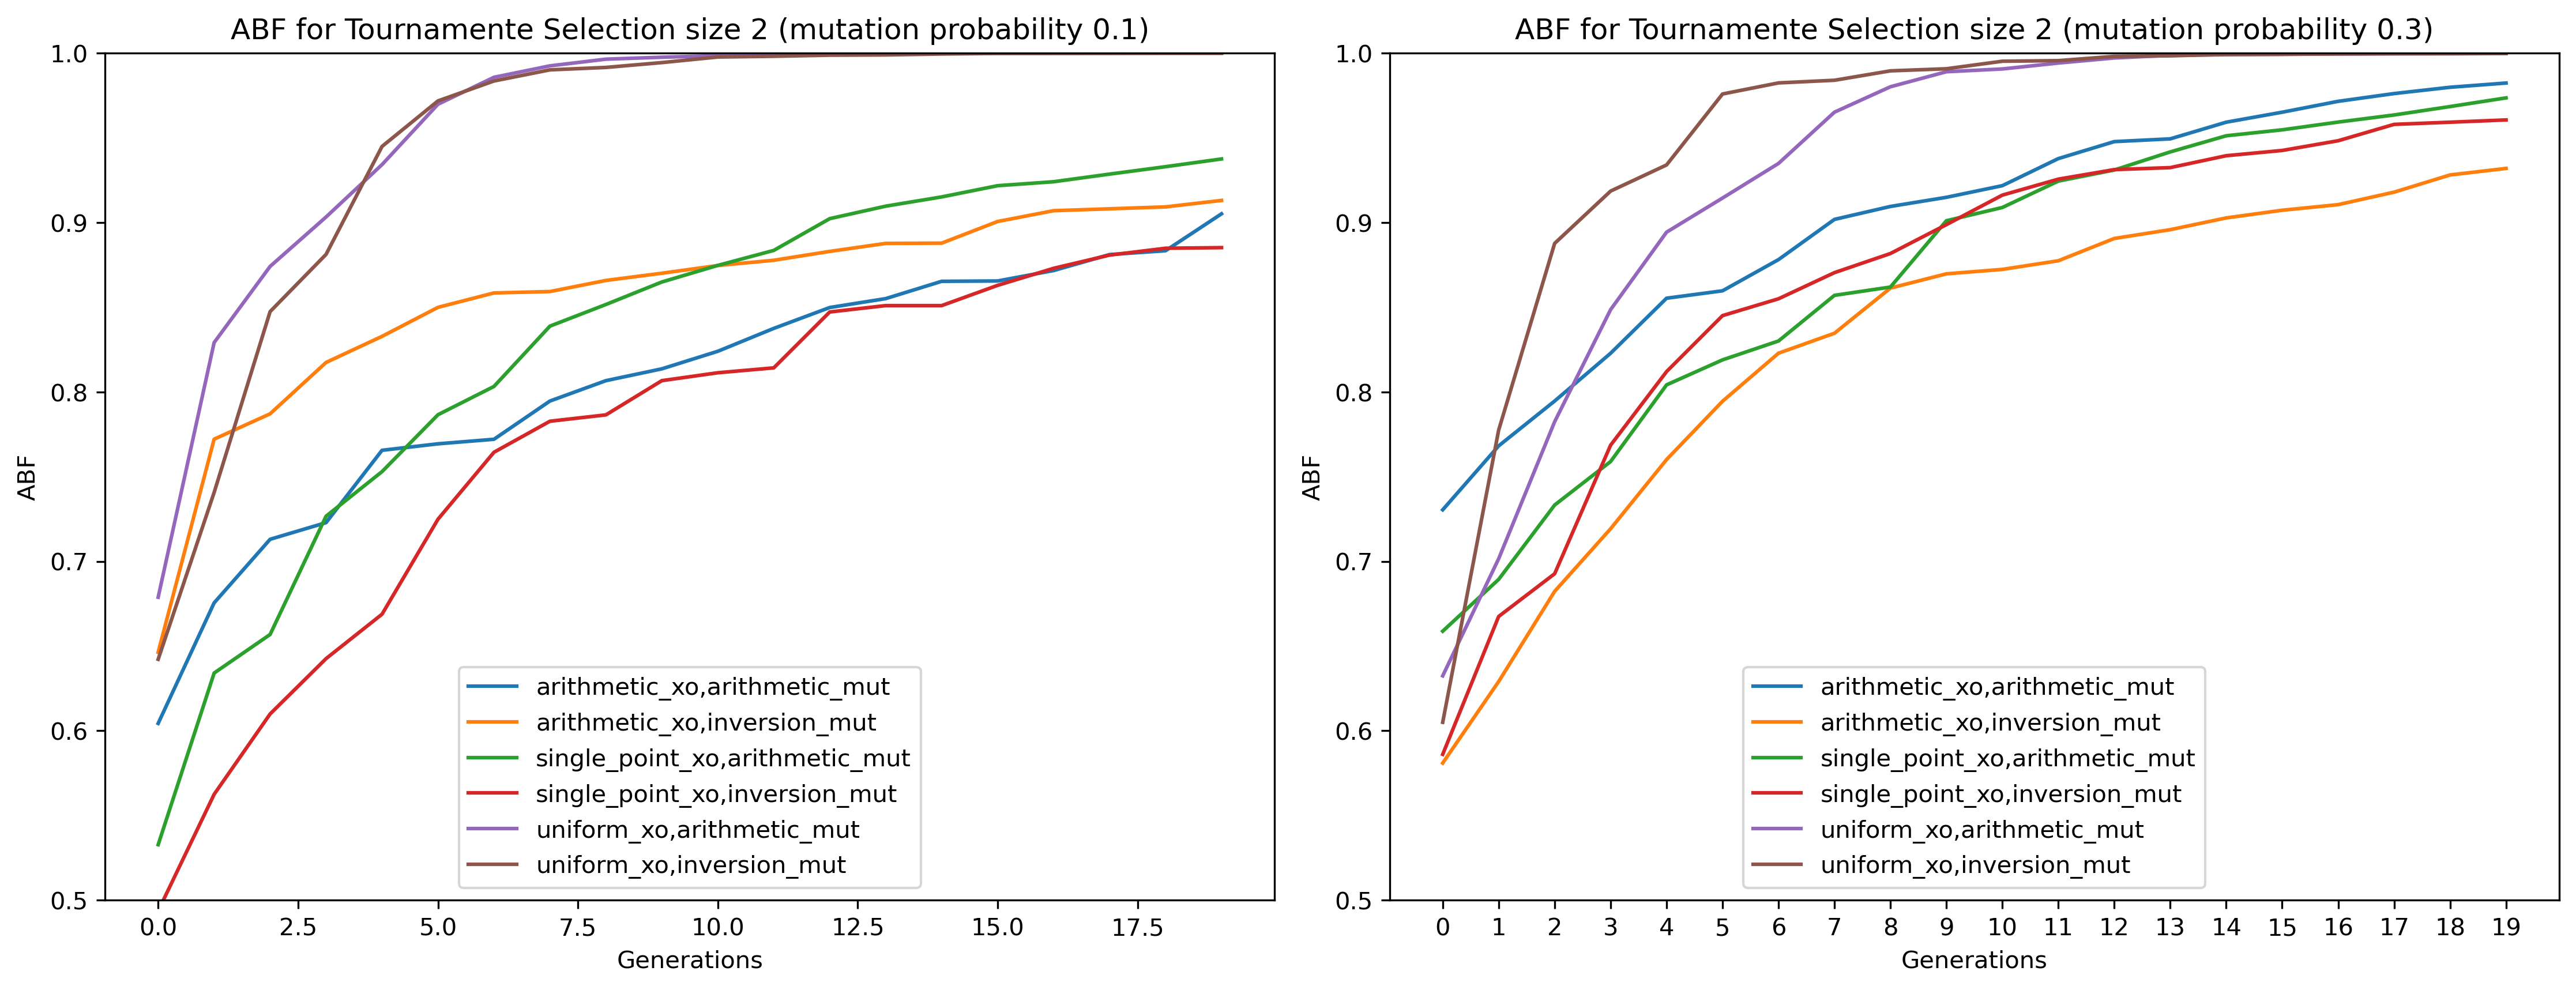 ABF for Tournamente Selection size 2 (mutation probability 0.1)
1.0
0.9
0.8
0.7
0.6
0.5
ABF
arithmetic_xo,arithmetic_mut
arithmetic_xo,inversion_mut
single_point_xo,arithmetic_mut
single_point_xo,inversion_mut
uniform_xo,arithmetic_mut
uniform_xo,inversion_mut
0.0 2.5 5.0 7.5 10.0 12.5 15.0 17.5
Generations
ABF for Tournamente Selection size 2 (mutation probability 0.3)
1.0
0.9
0.8
0.7
0.6
0.5
ABF
arithmetic_xo,arithmetic_mut
arithmetic_xo,inversion_mut
single_point_xo,arithmetic_mut
single_point_xo,inversion_mut
uniform_xo,arithmetic_mut
uniform_xo,inversion_mut
0 1 2 3 4 5 6 7 8 9 10 11 12 13 14 15 16 17 18 19
Generations